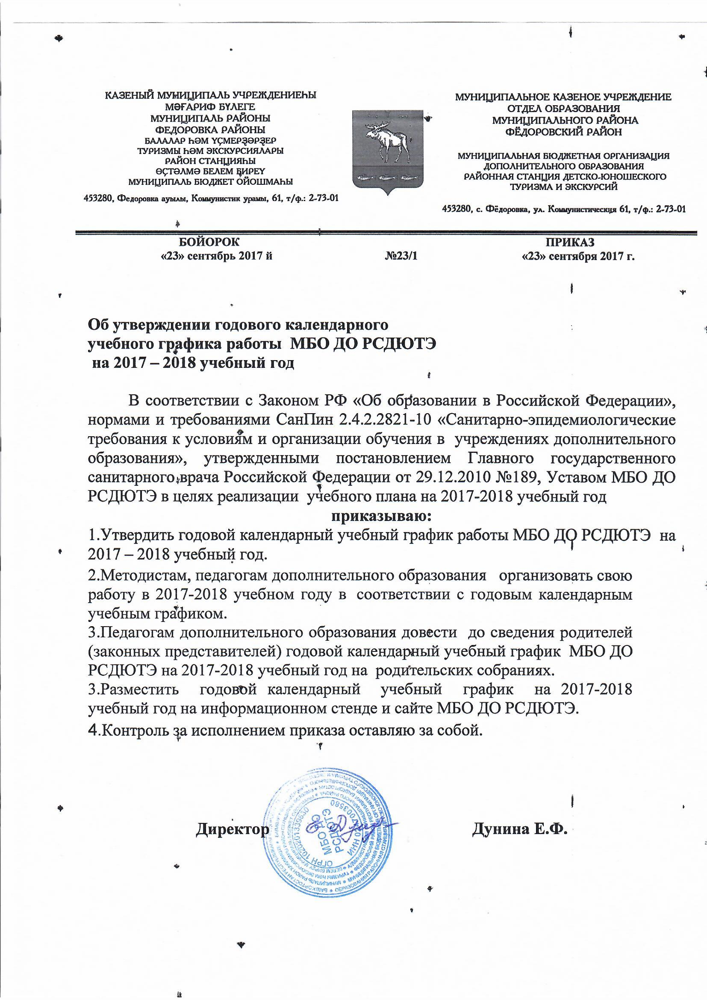 КАЗЕНЫЙ МУНИЦИПАЛЬ УЧРЕЖДЕНИЕҺЫ
МӘҒАРИФ БҮЛЕГЕ
МУНИЦИПАЛЬ РАЙОНЫ
ФЕДОРОВКА РАЙОНЫ
БАЛАЛАР ҺӘМ ҮҪМЕРҘӘРҘЕР
ТУРИЗМЫ ҺӘМ ЭКСКУРСИЯЛАРЫ
РАЙОН СТАНЦИЯҺЫ
ӨҪТӘЛМӘ БЕЛЕМ БИРЕҮ
МУНИЦИПАЛЬ БЮДЖЕТ ОЙОШМАҺЫ
453280, Федоровка ауылы, Коммунистик урамы, 61, т/ф.: 2-73-01
МУНИЦИПАЛЬНОЕ КАЗЕНОЕ УЧРЕЖДЕНИЕ
ОТДЕЛ ОБРАЗОВАНИЯ
МУНИЦИПАЛЬНОГО РАЙОНА
ФЁДОРОВСКИЙ РАЙОН
МУНИЦИПАЛЬНАЯ БЮДЖЕТНАЯ ОРГАНИЗАЦИЯ
ДОПОЛНИТЕЛЬНОГО ОБРАЗОВАНИЯ
РАЙОННАЯ СТАНЦИЯ ДЕТСКО-ЮНОШЕСКОГО
ТУРИЗМА И ЭКСКУРСИЙ
453280, с. Фёдоровка, ул. Коммунистическая 61, т/ф.: 2-73-01
БОЙОРОК ПРИКАЗ
«23» сентябрь 2017 й №23/1 «23» сентября 2017 г.
Об утверждении годового календарного
учебного графика работы МБО ДО РСДЮТЭ
на 2017 – 2018 учебный год
В соответствии с Законом РФ «Об образовании в Российской Федерации»,
нормами и требованиями СанПин 2.4.2.2821-10 «Санитарно-эпидемиологические
требования к условиям и организации обучения в учреждениях дополнительного
образования», утвержденными постановлением Главного государственного
санитарного врача Российской Федерации от 29.12.2010 №189, Уставом МБО ДО
РСДЮТЭ в целях реализации учебного плана на 2017-2018 учебный год
приказываю:
1.Утвердить годовой календарный учебный график работы МБО ДО РСДЮТЭ на
2017 – 2018 учебный год.
2.Методистам, педагогам дополнительного образования организовать свою
работу в 2017-2018 учебном году в соответствии с годовым календарным
учебным графиком.
3.Педагогам дополнительного образования довести до сведения родителей
(законных представителей) годовой календарный учебный график МБО ДО
РСДЮТЭ на 2017-2018 учебный год на родительских собраниях.
3.Разместить годовой календарный учебный график на 2017-2018
учебный год на информационном стенде и сайте МБО ДО РСДЮТЭ.
4.Контроль за исполнением приказа оставляю за собой.
Директор Дунина Е.Ф.
МБО ДО
РСДЮТЭ
ОГРН 1020201339630